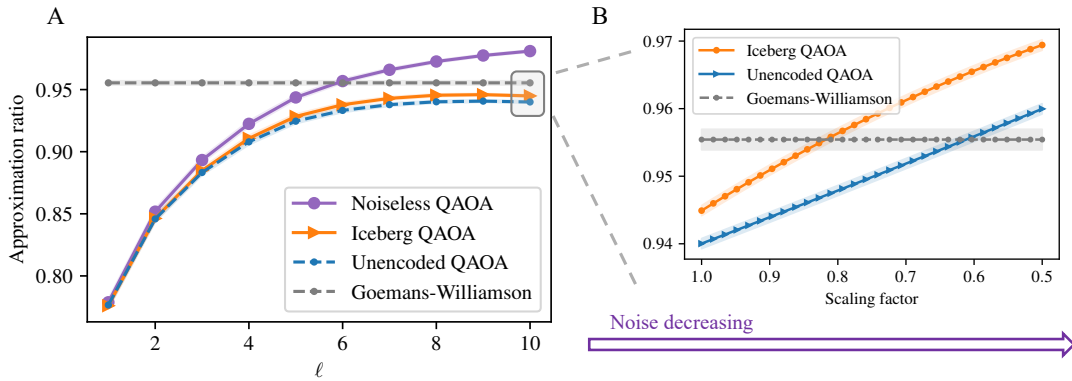 A
Approximation ratio
0.95
0.90
0.85
0.80
Noiseless QAOA
Iceberg QAOA
Unencoded QAOA
Goemans-Williamson
2
4
6
8
10
ℓ
B
0.97
0.96
0.95
0.94
Iceberg QAOA
Unencoded QAOA
Goemans-Williamson
1.0
0.9
0.8
0.7
0.6
0.5
Scaling factor
Noise decreasing